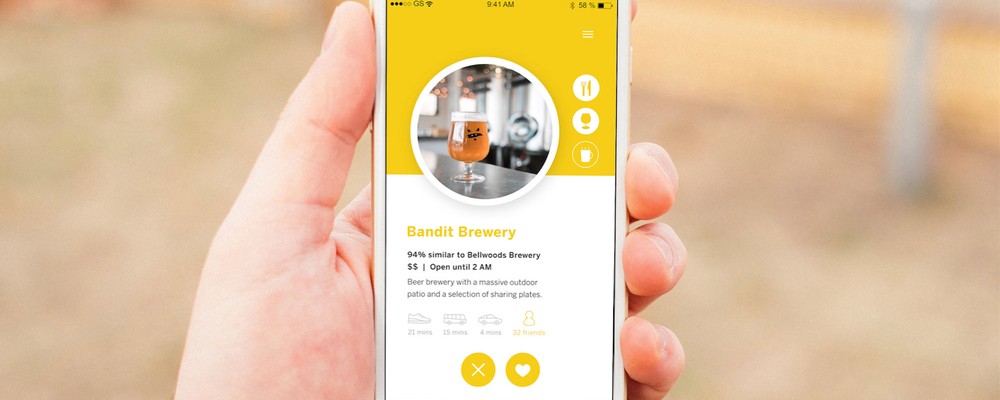 GS 9:41 AM 58 %
Bandit Brewery
94% similar to Bellwoods Brewery
$$ | Open until 2 AM
Beer brewery with a massive outdoor
patio and a selection of sharing plates.
21 mins 15 mins 4 mins 32 friends